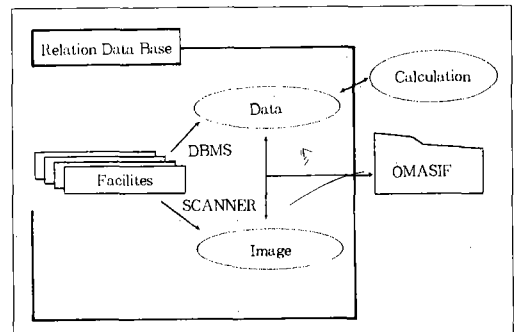 Relation Data Base
Calculation
Data
DBMS
Facilites
OMASIF
SCANNER
Image